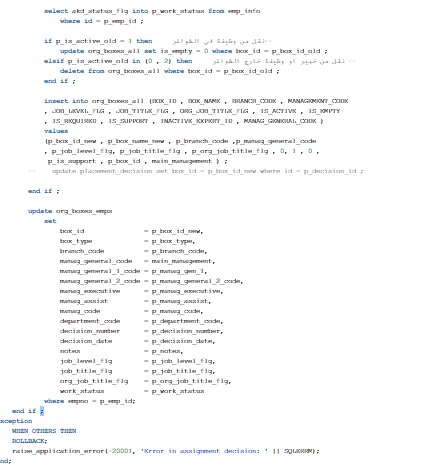 select akd_status_flg into p_work_status from emp_info
where id = p_emp_id ;
if p_is_active_old = 1 then --نقل من وظيفة في الشواغر
update org_boxes_all set is_empty = 0 where box_id = p_box_id_old ;
elsif p_is_active_old in (0 , 2) then --نقل من خبير او وظيفة خارج الشواغر
delete from org_boxes_all where box_id = p_box_id_old ;
end if ;
insert into org_boxes_all (BOX_ID , BOX_NAME , BRANCH_CODE , MANAGEMENT_CODE
, JOB_LEVEL_FLG , JOB_TITLE_FLG , ORG_JOB_TITLE_FLG , IS_ACTIVE , IS_EMPTY
, IS_REQUIRED , IS_SUPPORT , INACTIVE_EXPERT_ID , MANAG_GENERAL_CODE )
values
(p_box_id_new , p_box_name_new , p_branch_code ,p_manag_general_code
, p_job_level_flg, p_job_title_flg , p_org_job_title_flg , 0, 1 , 0 ,
p_is_support , p_box_id , main_management ) ;
-- update placement_decision set box_id = p_box_id_new where id = p_decision_id ;
end if ;
update org_boxes_emps
set
box_id = p_box_id_new,
box_type = p_box_type,
branch_code = p_branch_code,
manag_general_code = main_management,
manag_general_1_code = p_manag_gen_1,
manag_general_2_code = p_manag_general_2_code,
manag_executive = p_manag_executive,
manag_assist = p_manag_assist,
manag_code = p_manag_code,
department_code = p_department_code,
decision_number = p_decision_number,
decision_date = p_decision_date,
notes = p_notes,
job_level_flg = p_job_level_flg,
job_title_flg = p_job_title_flg,
org_job_title_flg = p_org_job_title_flg,
work_status = p_work_status
where empno = p_emp_id;
end if ;
xception
WHEN OTHERS THEN
ROLLBACK;
raise_application_error(-20001, 'Error in assignment decision: ' || SQLERRM);
nd;